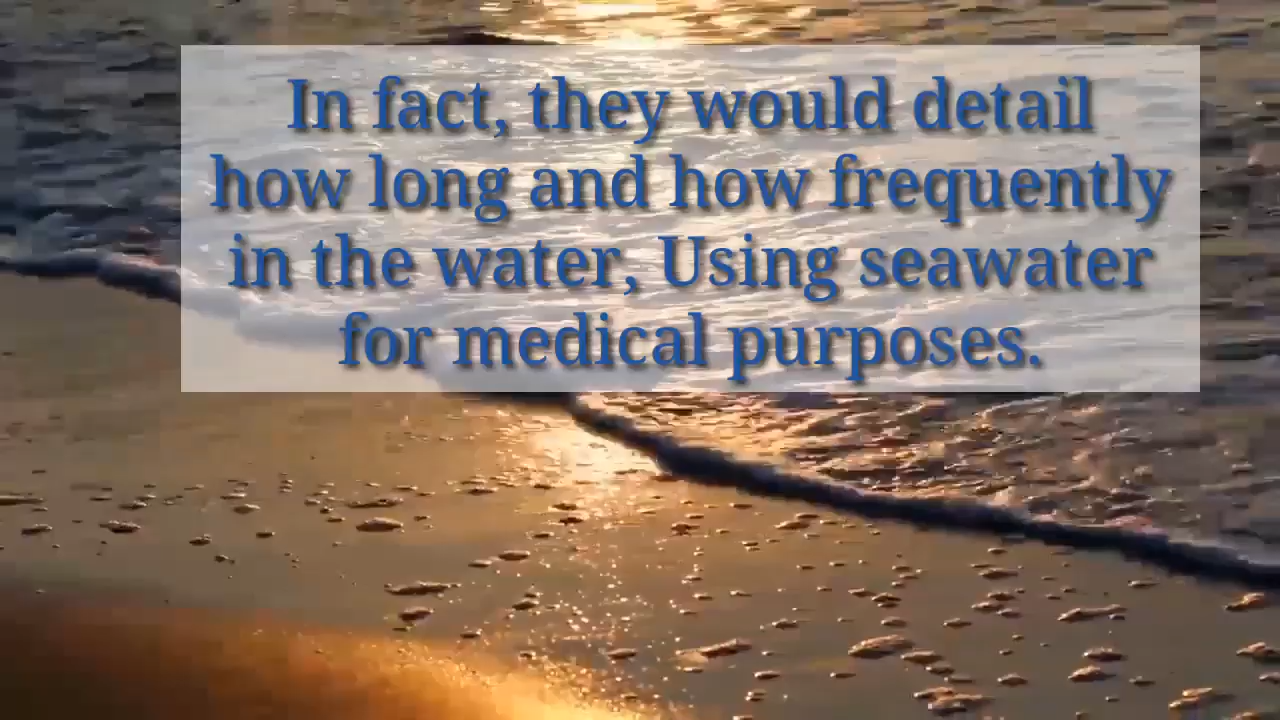 In fact, they would detail
how long and how frequently
in the water, Using seawater
for medical purposes.